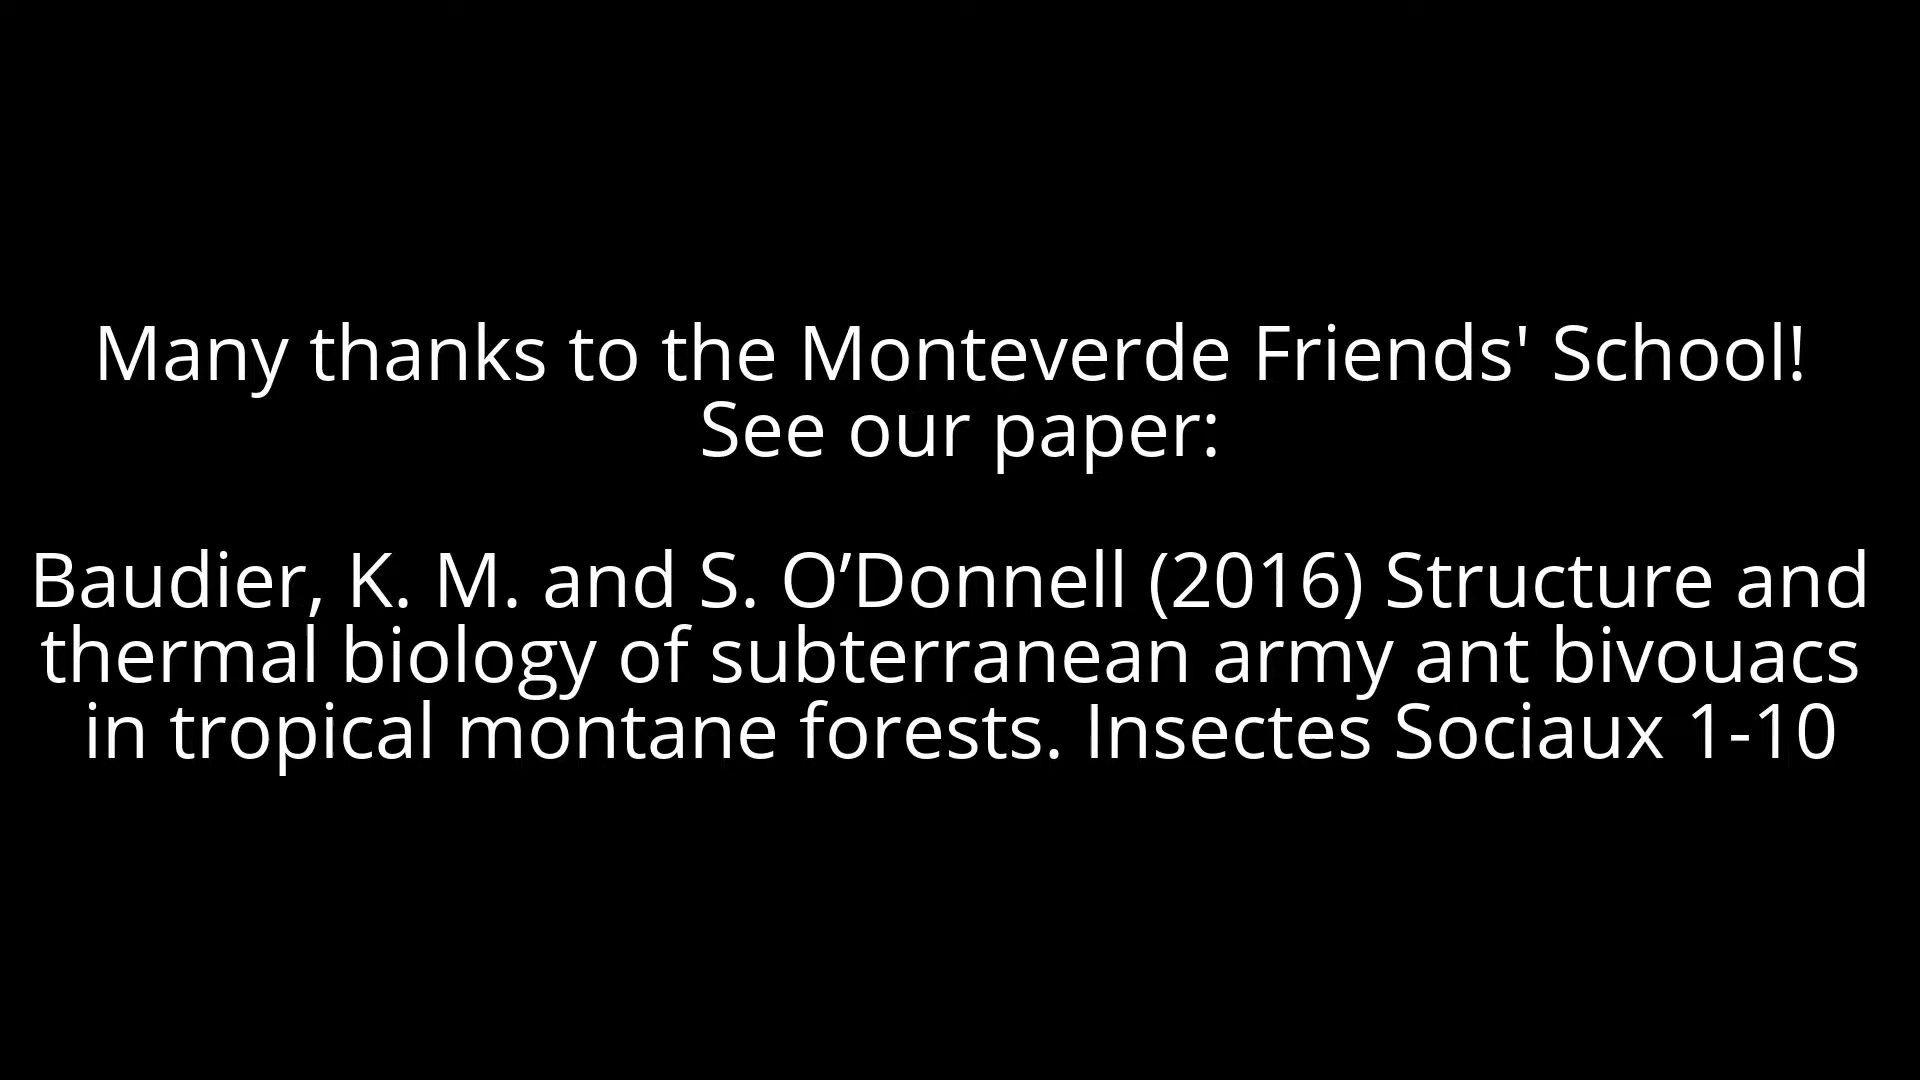 Many thanks to the Monteverde Friends' School!
See our paper:
Baudier, K. M. and S. O’Donnell (2016) Structure and
thermal biology of subterranean army ant bivouacs
in tropical montane forests. Insectes Sociaux 1-10